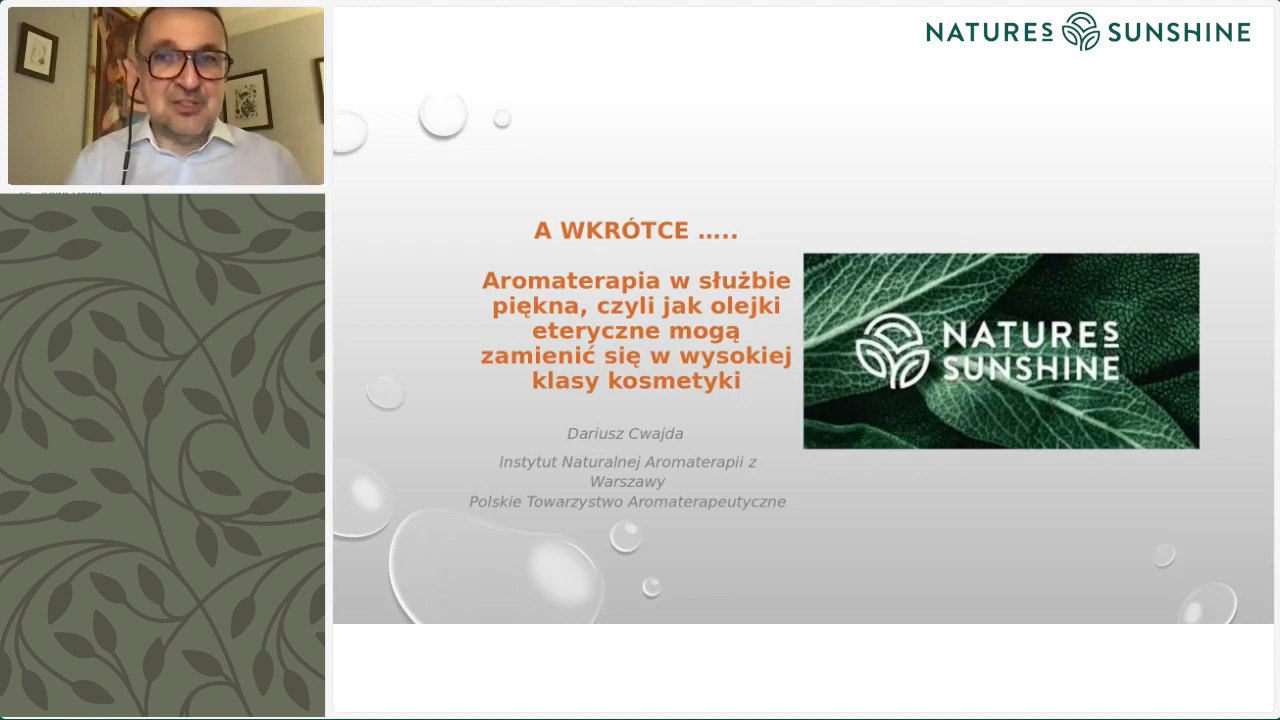 NATURES SUNSHINE
A WKRÓTCE …..
Aromaterapia w służbie
piękna, czyli jak olejki
eteryczne mogą
zamienić się w wysokiej
klasy kosmetyki
NATURES
SUNSHINE
Dariusz Cwajda
Instytut Naturalnej Aromaterapii z
Warszawy
Polskie Towarzystwo Aromaterapeutyczne